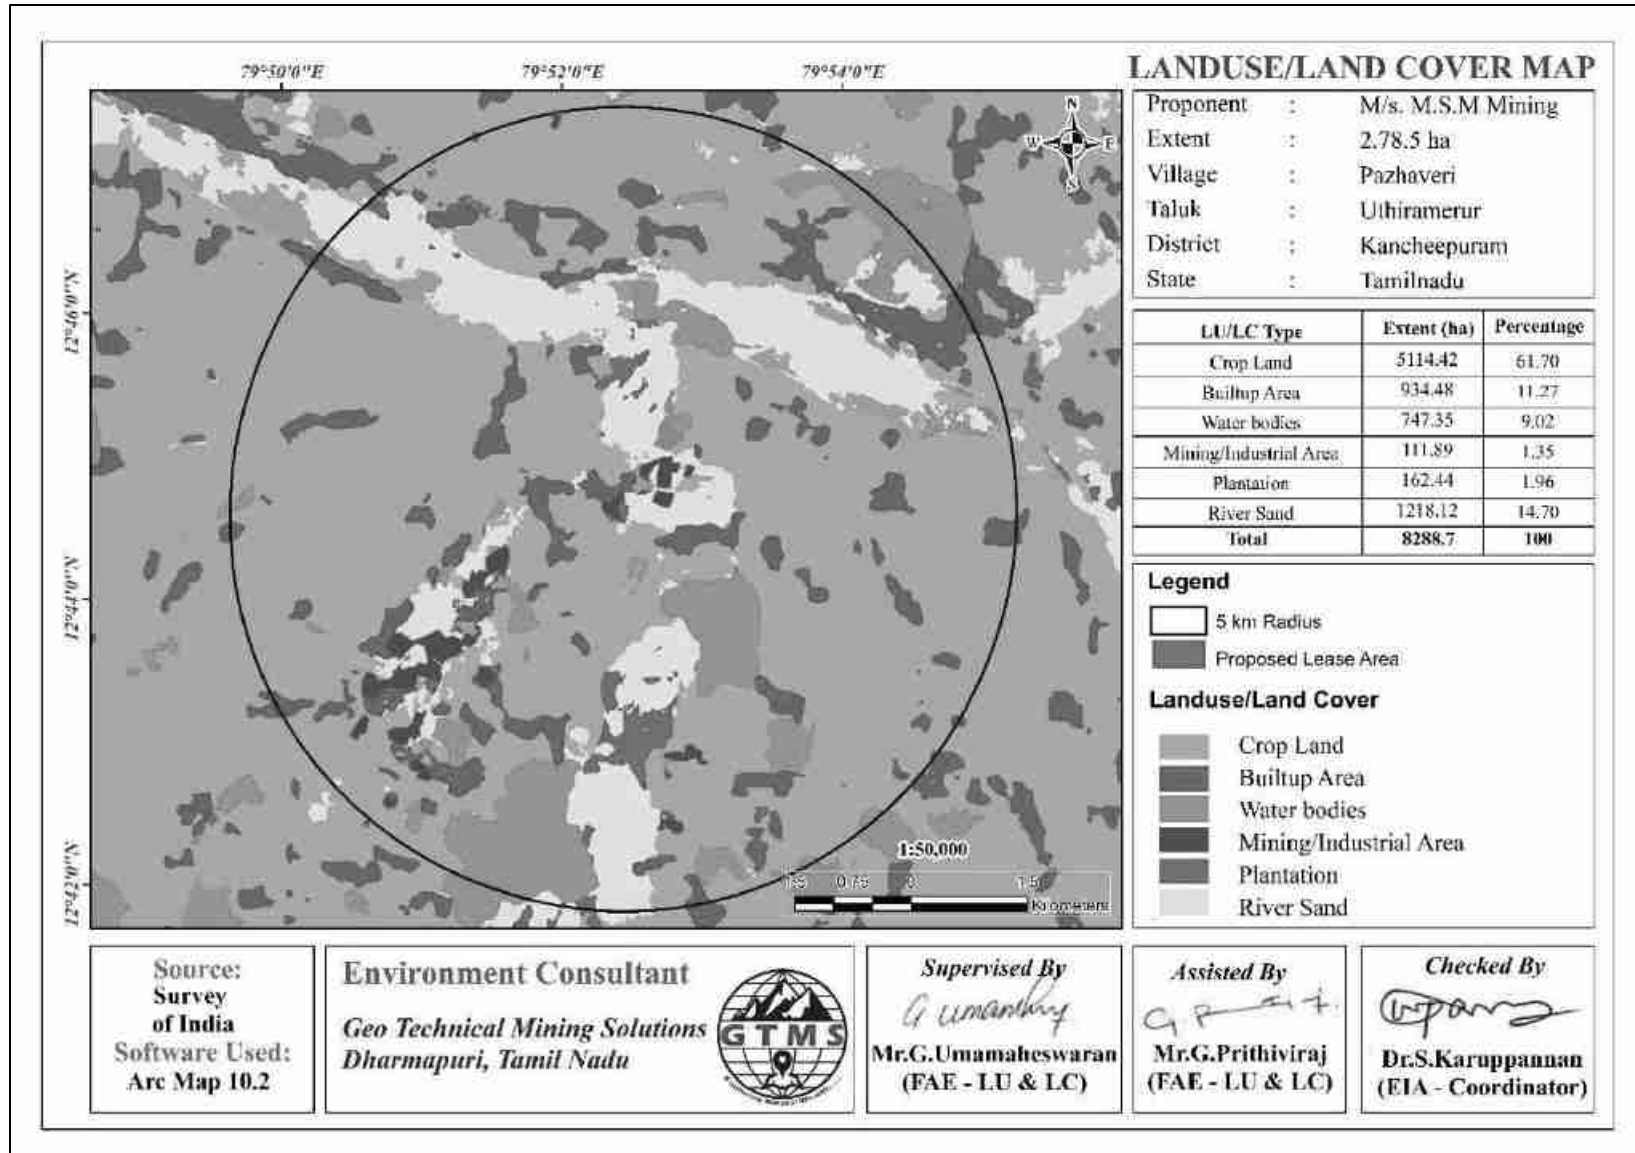 LANDUSE/LAND COVER MAP
79°50'0"E 79°52'0"E 79°54'0"E
Proponent : M/s. M.S.M Mining
Extent : 2.78.5 ha
Village : Pazhaveri
Taluk : Uthiramerur
District : Kancheepuram
State : Tamilnadu
N
W E
S
12°46'0"N
12°44'0"N
12°42'0"N
LU/LC Type Extent (ha) Percentage
Crop Land 5114.42 61.70
Builtup Area 934.48 11.27
Water bodies 747.35 9.02
Mining/Industrial Area 111.89 1.35
Plantation 162.44 1.96
River Sand 1218.12 14.70
Total 8288.7 100
Legend
5 km Radius
Proposed Lease Area
Landuse/Land Cover
Crop Land
Builtup Area
Water bodies
Mining/Industrial Area
Plantation
River Sand
1:50,000
1.5 0.75 0 1.5
Kilometers
Source:
Survey
of India
Software Used:
Arc Map 10.2
Environment Consultant
Geo Technical Mining Solutions
Dharmapuri, Tamil Nadu
GTMS
Supervised By
Mr.G.Umamaheswaran
(FAE - LU & LC)
Assisted By
Mr.G.Prithiviraj
(FAE - LU & LC)
Checked By
Dr.S.Karuppannan
(EIA - Coordinator)